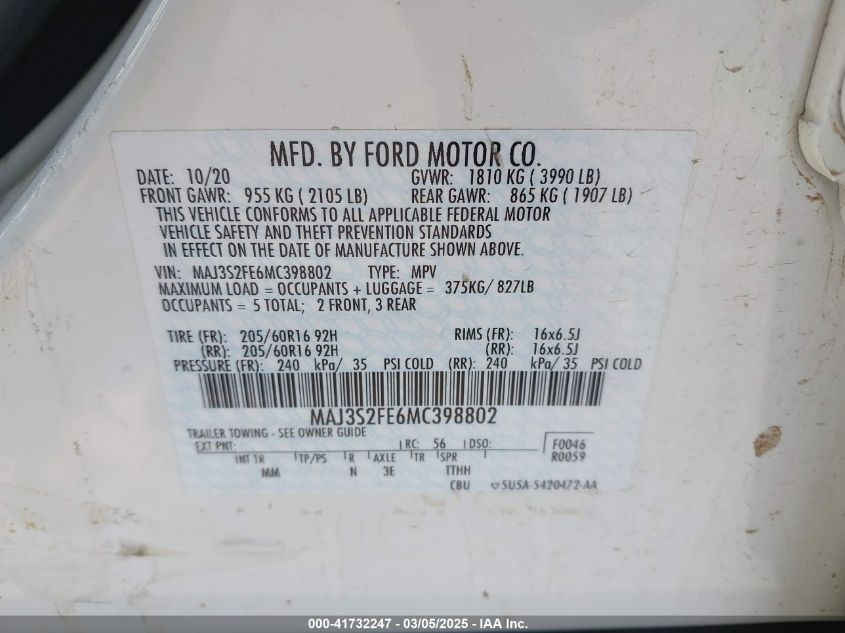 MFD. BY FORD MOTOR CO.
DATE: 10/20 GVWR: 1810 KG ( 3990 LB)
FRONT GAWR: 955 KG ( 2105 LB) REAR GAWR: 865 KG ( 1907 LB)
THIS VEHICLE CONFORMS TO ALL APPLICABLE FEDERAL MOTOR
VEHICLE SAFETY AND THEFT PREVENTION STANDARDS
IN EFFECT ON THE DATE OF MANUFACTURE SHOWN ABOVE.
VIN: MAJ3S2FE6MC398802 TYPE: MPV
MAXIMUM LOAD = OCCUPANTS + LUGGAGE = 375KG/ 827LB
OCCUPANTS = 5 TOTAL; 2 FRONT, 3 REAR
TIRE (FR): 205/60R16 92H RIMS (FR): 16x6.5J
(RR): 205/60R16 92H (RR): 16x6.5J
PRESSURE (FR): 240 kPa/ 35 PSI COLD (RR): 240 kPa/ 35 PSI COLD
MAJ3S2FE6MC398802
TRAILER TOWING - SEE OWNER GUIDE
EXT PNT: RC: 56 DSO: F0046
INT TR TP/PS R AXLE TR SPR R0059
MM N 3E TTHH
CBU 5USA-5420472-AA
000-41732247 - 03/05/2025 - IAA Inc.